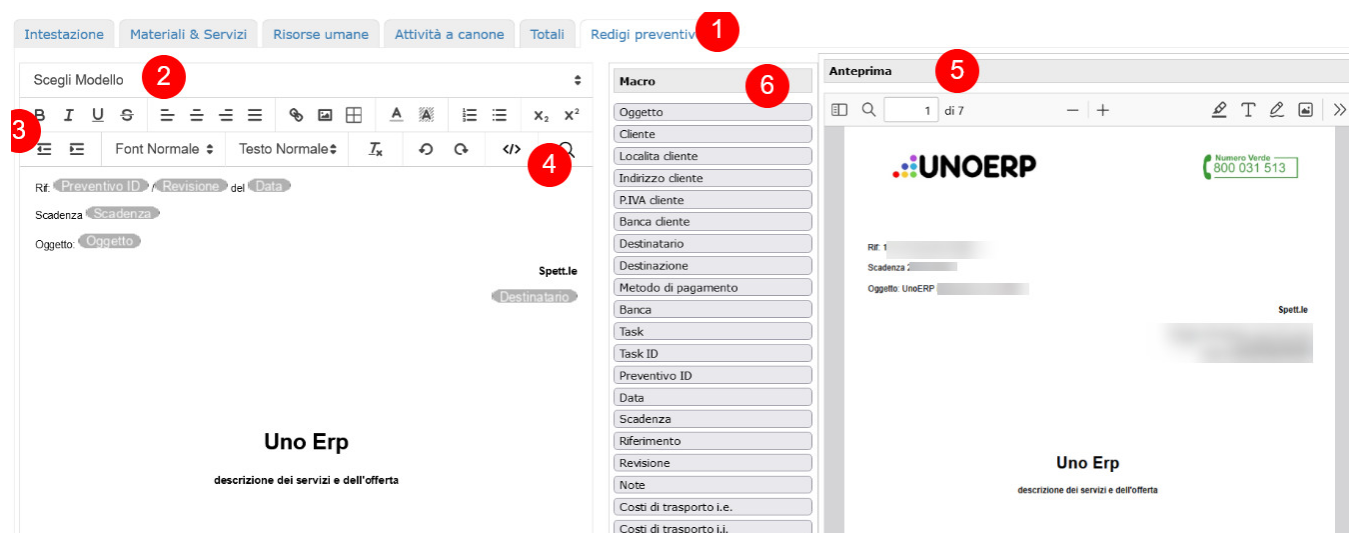 Intestazione Materiali & Servizi Risorse umane Attività a canone Totali Redigi preventiv 1
Scegli Modello 2
3
B I U S A A x₂ x²
Font Normale Testo Normale Tx </>
4
Rif: Preventivo ID / Revisione del Data
Scadenza Scadenza
Oggetto: Oggetto
Spett.le
Destinatario
Uno Erp
descrizione dei servizi e dell'offerta
Macro 6
Oggetto
Cliente
Localita cliente
Indirizzo cliente
P.IVA cliente
Banca cliente
Destinatario
Destinazione
Metodo di pagamento
Banca
Task
Task ID
Preventivo ID
Data
Scadenza
Riferimento
Revisione
Note
Costi di trasporto i.e.
Costi di trasporto i.i.
Anteprima 5
1 di 7
UNOERP
Numero Verde
800 031 513
Rif: 1
Scadenza 2
Oggetto: UnoERP
Spett.le
Uno Erp
descrizione dei servizi e dell'offerta